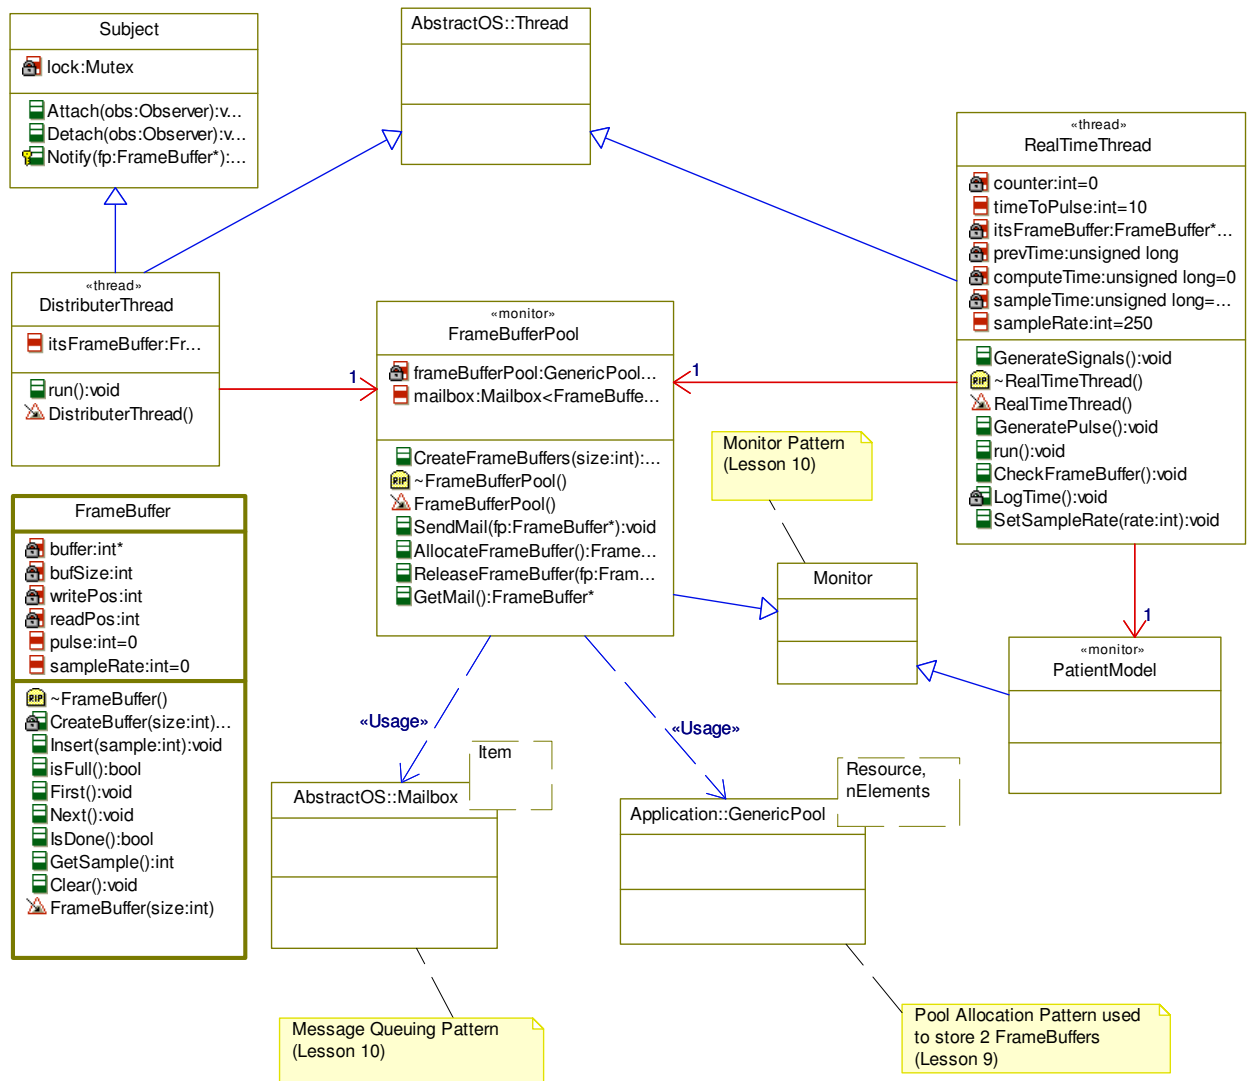 Subject
lock:Mutex
Attach(obs:Observer):v...
Detach(obs:Observer):v...
Notify(fp:FrameBuffer*):...
AbstractOS::Thread
«thread»
RealTimeThread
counter:int=0
timeToPulse:int=10
itsFrameBuffer:FrameBuffer*...
prevTime:unsigned long
computeTime:unsigned long=0
sampleTime:unsigned long=...
sampleRate:int=250
GenerateSignals():void
RIP ~RealTimeThread()
RealTimeThread()
GeneratePulse():void
run():void
CheckFrameBuffer():void
LogTime():void
SetSampleRate(rate:int):void
«thread»
DistributerThread
itsFrameBuffer:Fr...
run():void
DistributerThread()
1
«monitor»
FrameBufferPool
frameBufferPool:GenericPool...
mailbox:Mailbox<FrameBuffe...
CreateFrameBuffers(size:int):...
RIP ~FrameBufferPool()
FrameBufferPool()
SendMail(fp:FrameBuffer*):void
AllocateFrameBuffer():Frame...
ReleaseFrameBuffer(fp:Fram...
GetMail():FrameBuffer*
1
Monitor Pattern
(Lesson 10)
Monitor
1
«monitor»
PatientModel
FrameBuffer
buffer:int*
bufSize:int
writePos:int
readPos:int
pulse:int=0
sampleRate:int=0
RIP ~FrameBuffer()
CreateBuffer(size:int)...
Insert(sample:int):void
isFull():bool
First():void
Next():void
IsDone():bool
GetSample():int
Clear():void
FrameBuffer(size:int)
«Usage»
«Usage»
Item
AbstractOS::Mailbox
Resource,
nElements
Application::GenericPool
Message Queuing Pattern
(Lesson 10)
Pool Allocation Pattern used
to store 2 FrameBuffers
(Lesson 9)